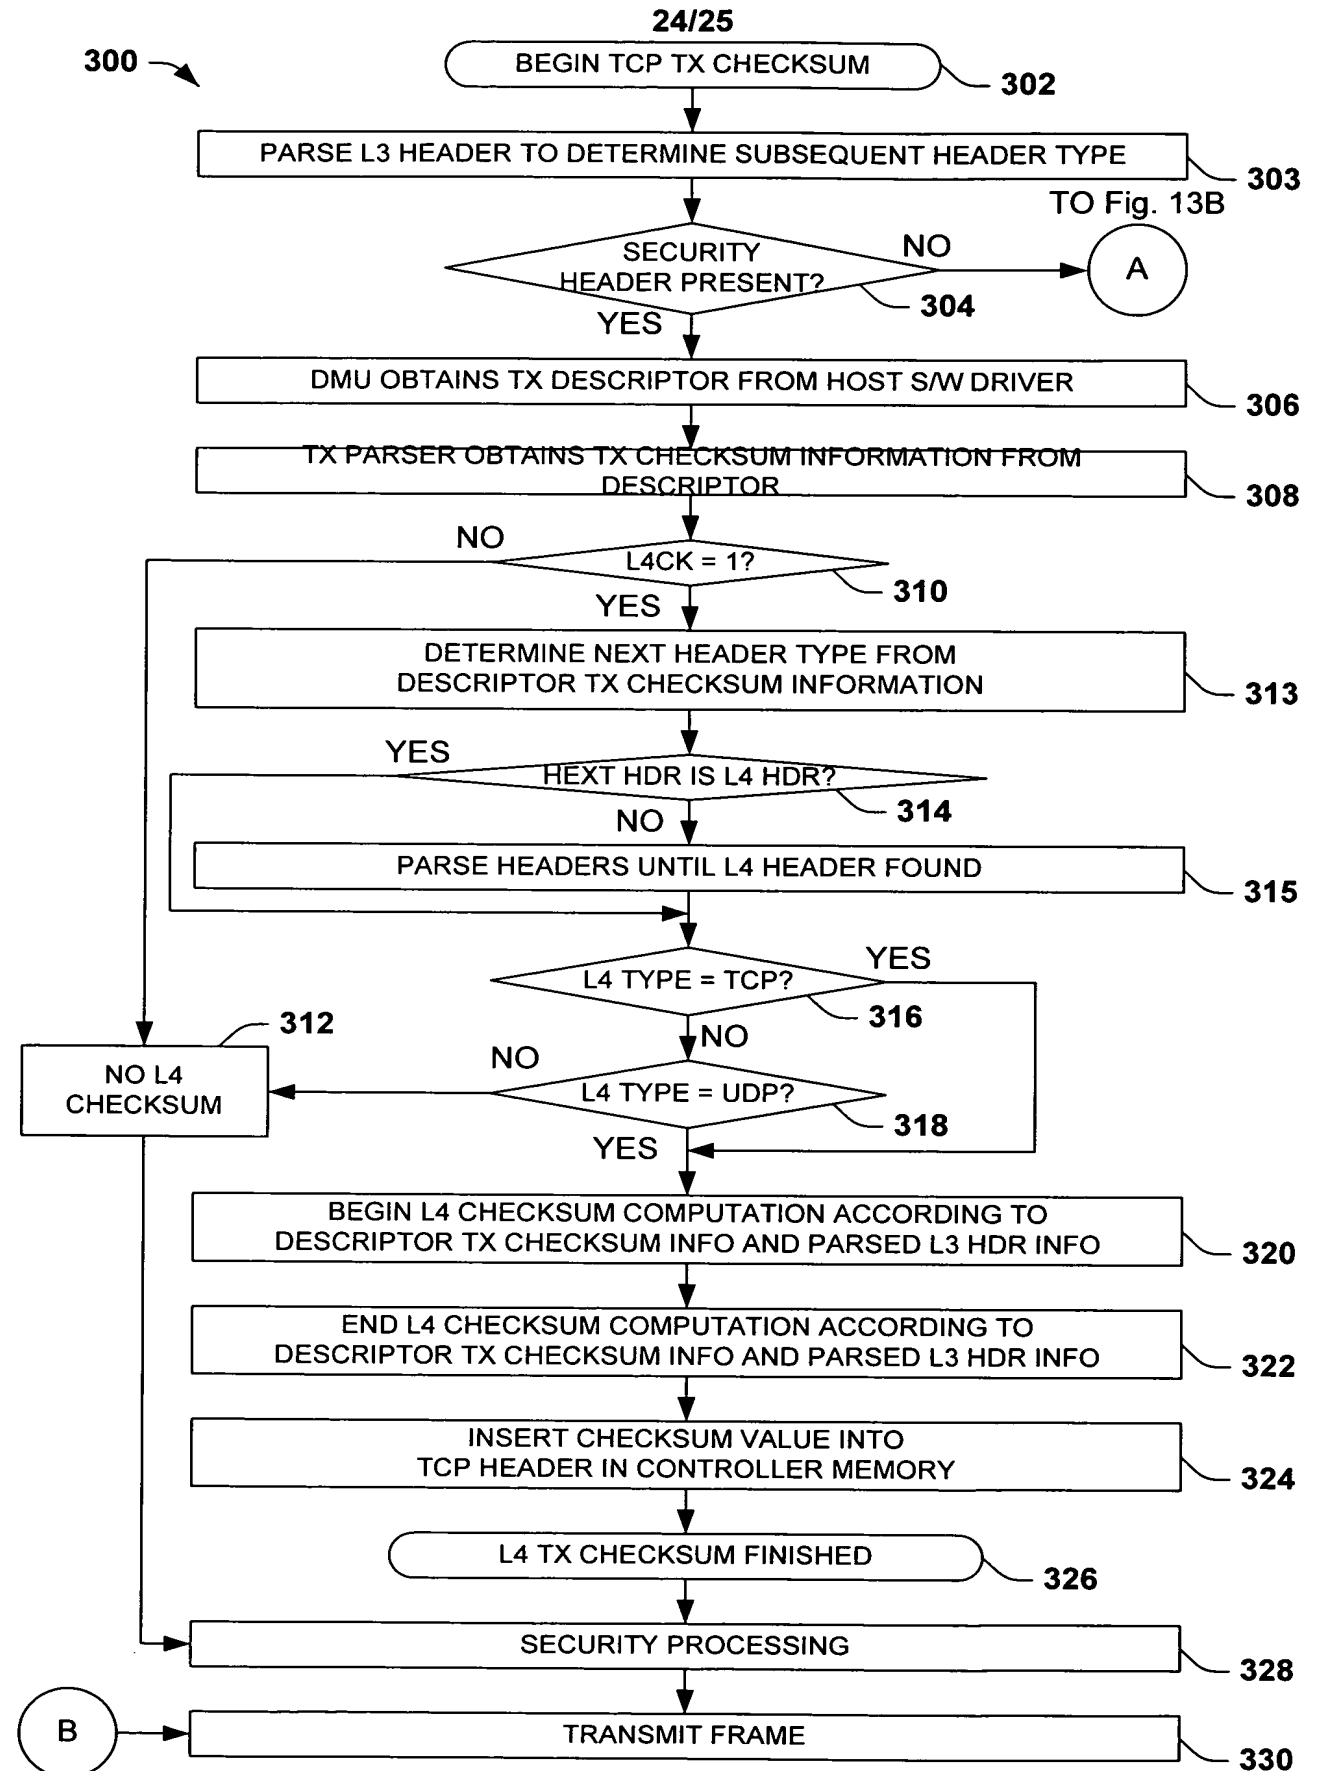 24/25
300
BEGIN TCP TX CHECKSUM
302
PARSE L3 HEADER TO DETERMINE SUBSEQUENT HEADER TYPE
303
TO Fig. 13B
SECURITY
HEADER PRESENT?
NO
A
304
YES
DMU OBTAINS TX DESCRIPTOR FROM HOST S/W DRIVER
306
TX PARSER OBTAINS TX CHECKSUM INFORMATION FROM
DESCRIPTOR
308
NO
L4CK = 1?
310
YES
DETERMINE NEXT HEADER TYPE FROM
DESCRIPTOR TX CHECKSUM INFORMATION
313
YES
HEXT HDR IS L4 HDR?
314
NO
PARSE HEADERS UNTIL L4 HEADER FOUND
315
L4 TYPE = TCP?
YES
316
312
NO
NO L4
CHECKSUM
NO
L4 TYPE = UDP?
318
YES
BEGIN L4 CHECKSUM COMPUTATION ACCORDING TO
DESCRIPTOR TX CHECKSUM INFO AND PARSED L3 HDR INFO
320
END L4 CHECKSUM COMPUTATION ACCORDING TO
DESCRIPTOR TX CHECKSUM INFO AND PARSED L3 HDR INFO
322
INSERT CHECKSUM VALUE INTO
TCP HEADER IN CONTROLLER MEMORY
324
L4 TX CHECKSUM FINISHED
326
SECURITY PROCESSING
328
B
TRANSMIT FRAME
330